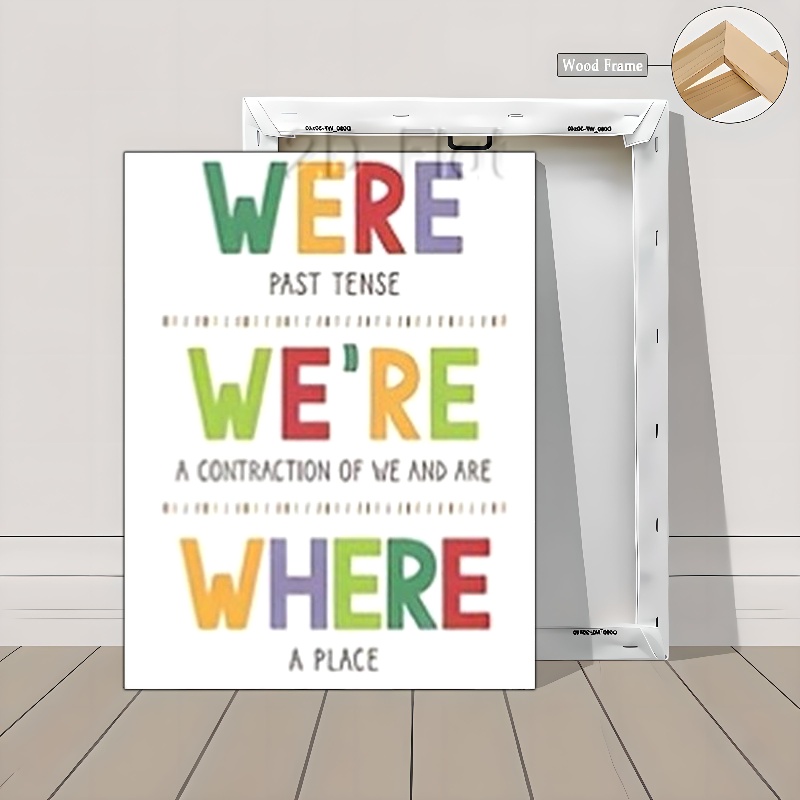 Wood Frame
WERE
PAST TENSE
WE'RE
A CONTRACTION OF WE AND ARE
WHERE
A PLACE